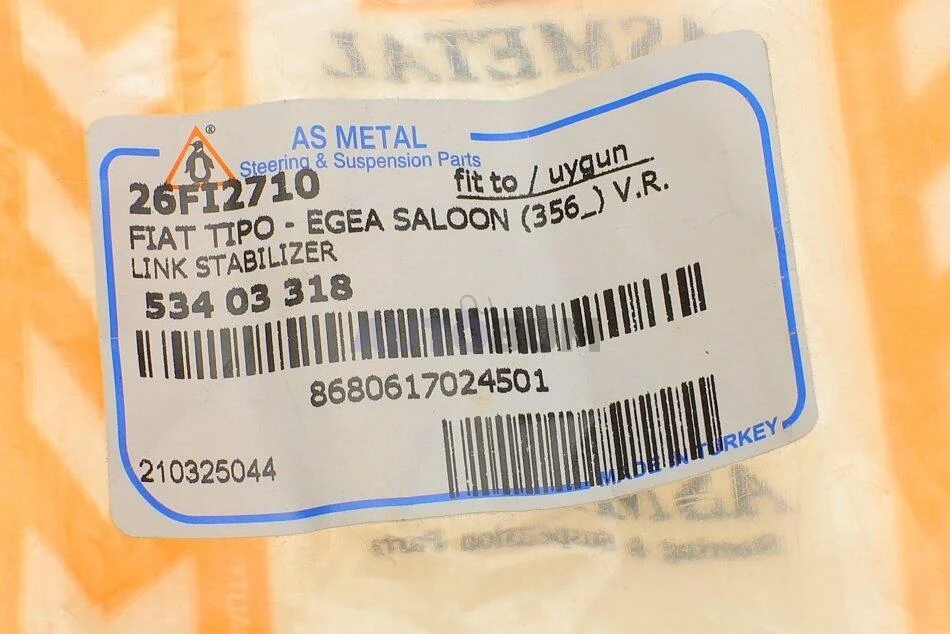 ASMETAL
®
AS METAL
Steering & Suspension Parts
26FI2710
fit to / uygun
FIAT TIPO - EGEA SALOON (356_) V.R.
LINK STABILIZER
534 03 318
8680617024501
210325044
MADE IN TURKEY